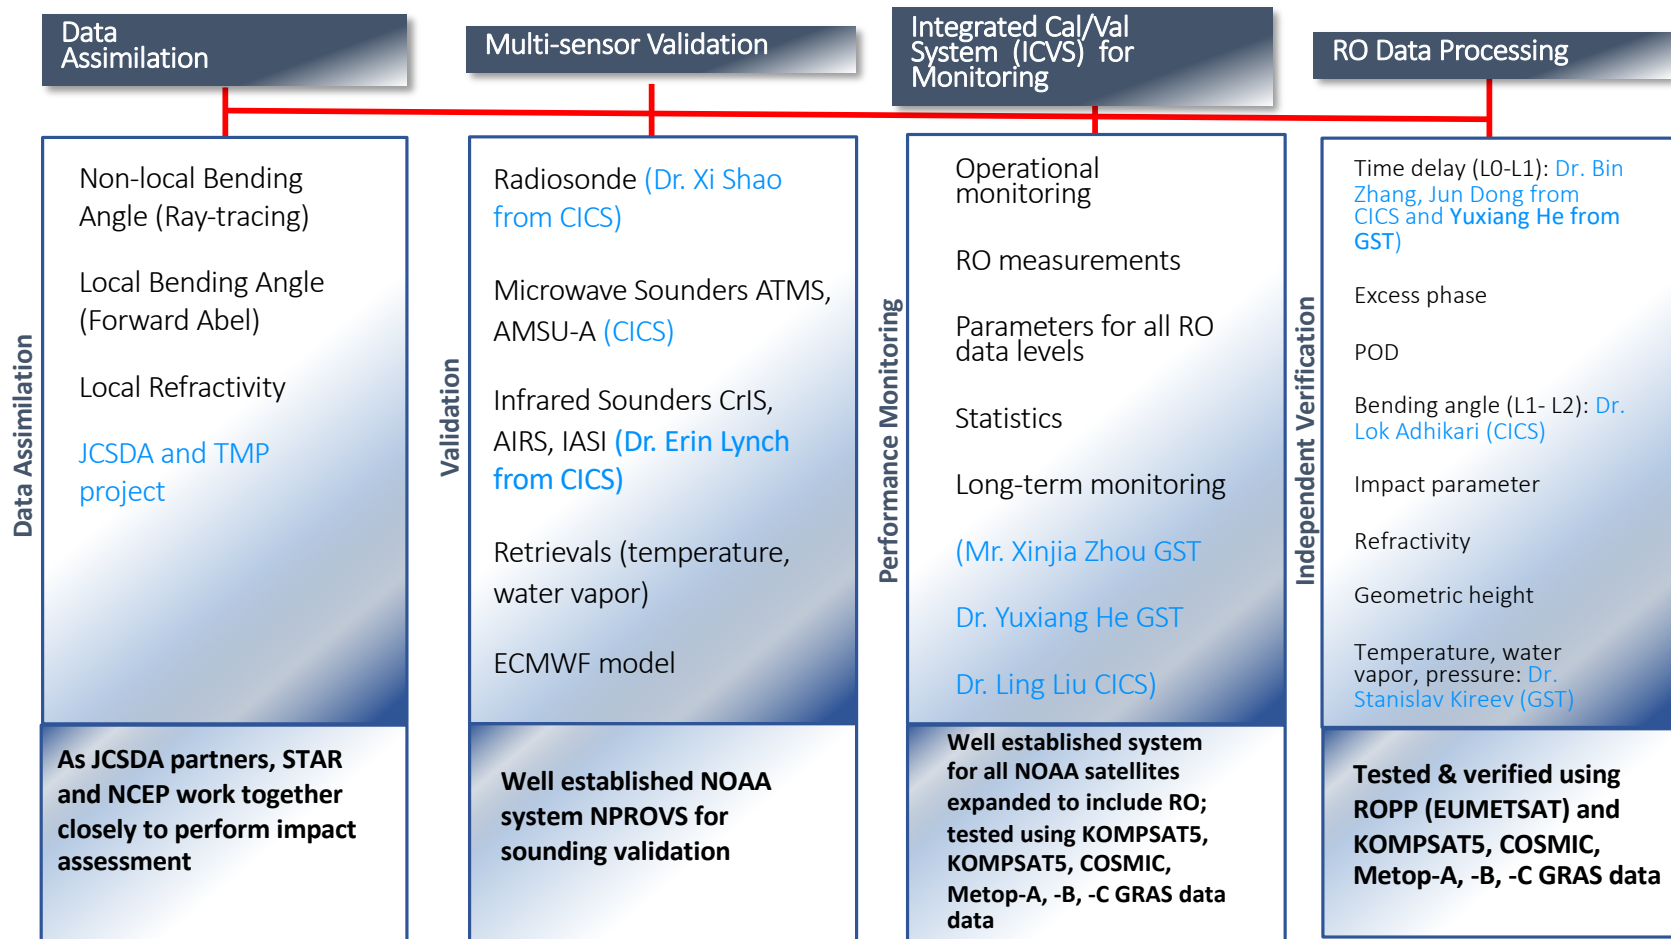 Data
Assimilation
Multi-sensor Validation
Integrated Cal/Val
System (ICVS) for
Monitoring
RO Data Processing
Data Assimilation
Non-local Bending
Angle (Ray-tracing)
Local Bending Angle
(Forward Abel)
Local Refractivity
JCSDA and TMP
project
As JCSDA partners, STAR
and NCEP work together
closely to perform impact
assessment
Validation
Radiosonde (Dr. Xi Shao
from CICS)
Microwave Sounders ATMS,
AMSU-A (CICS)
Infrared Sounders CrIS,
AIRS, IASI (Dr. Erin Lynch
from CICS)
Retrievals (temperature,
water vapor)
ECMWF model
Well established NOAA
system NPROVS for
sounding validation
Performance Monitoring
Operational
monitoring
RO measurements
Parameters for all RO
data levels
Statistics
Long-term monitoring
(Mr. Xinjia Zhou GST
Dr. Yuxiang He GST
Dr. Ling Liu CICS)
Well established system
for all NOAA satellites
expanded to include RO;
tested using KOMPSAT5,
KOMPSAT5, COSMIC,
Metop-A, -B, -C GRAS data
data
Independent Verification
Time delay (L0-L1): Dr. Bin
Zhang, Jun Dong from
CICS and Yuxiang He from
GST)
Excess phase
POD
Bending angle (L1- L2): Dr.
Lok Adhikari (CICS)
Impact parameter
Refractivity
Geometric height
Temperature, water
vapor, pressure: Dr.
Stanislav Kireev (GST)
Tested & verified using
ROPP (EUMETSAT) and
KOMPSAT5, COSMIC,
Metop-A, -B, -C GRAS data